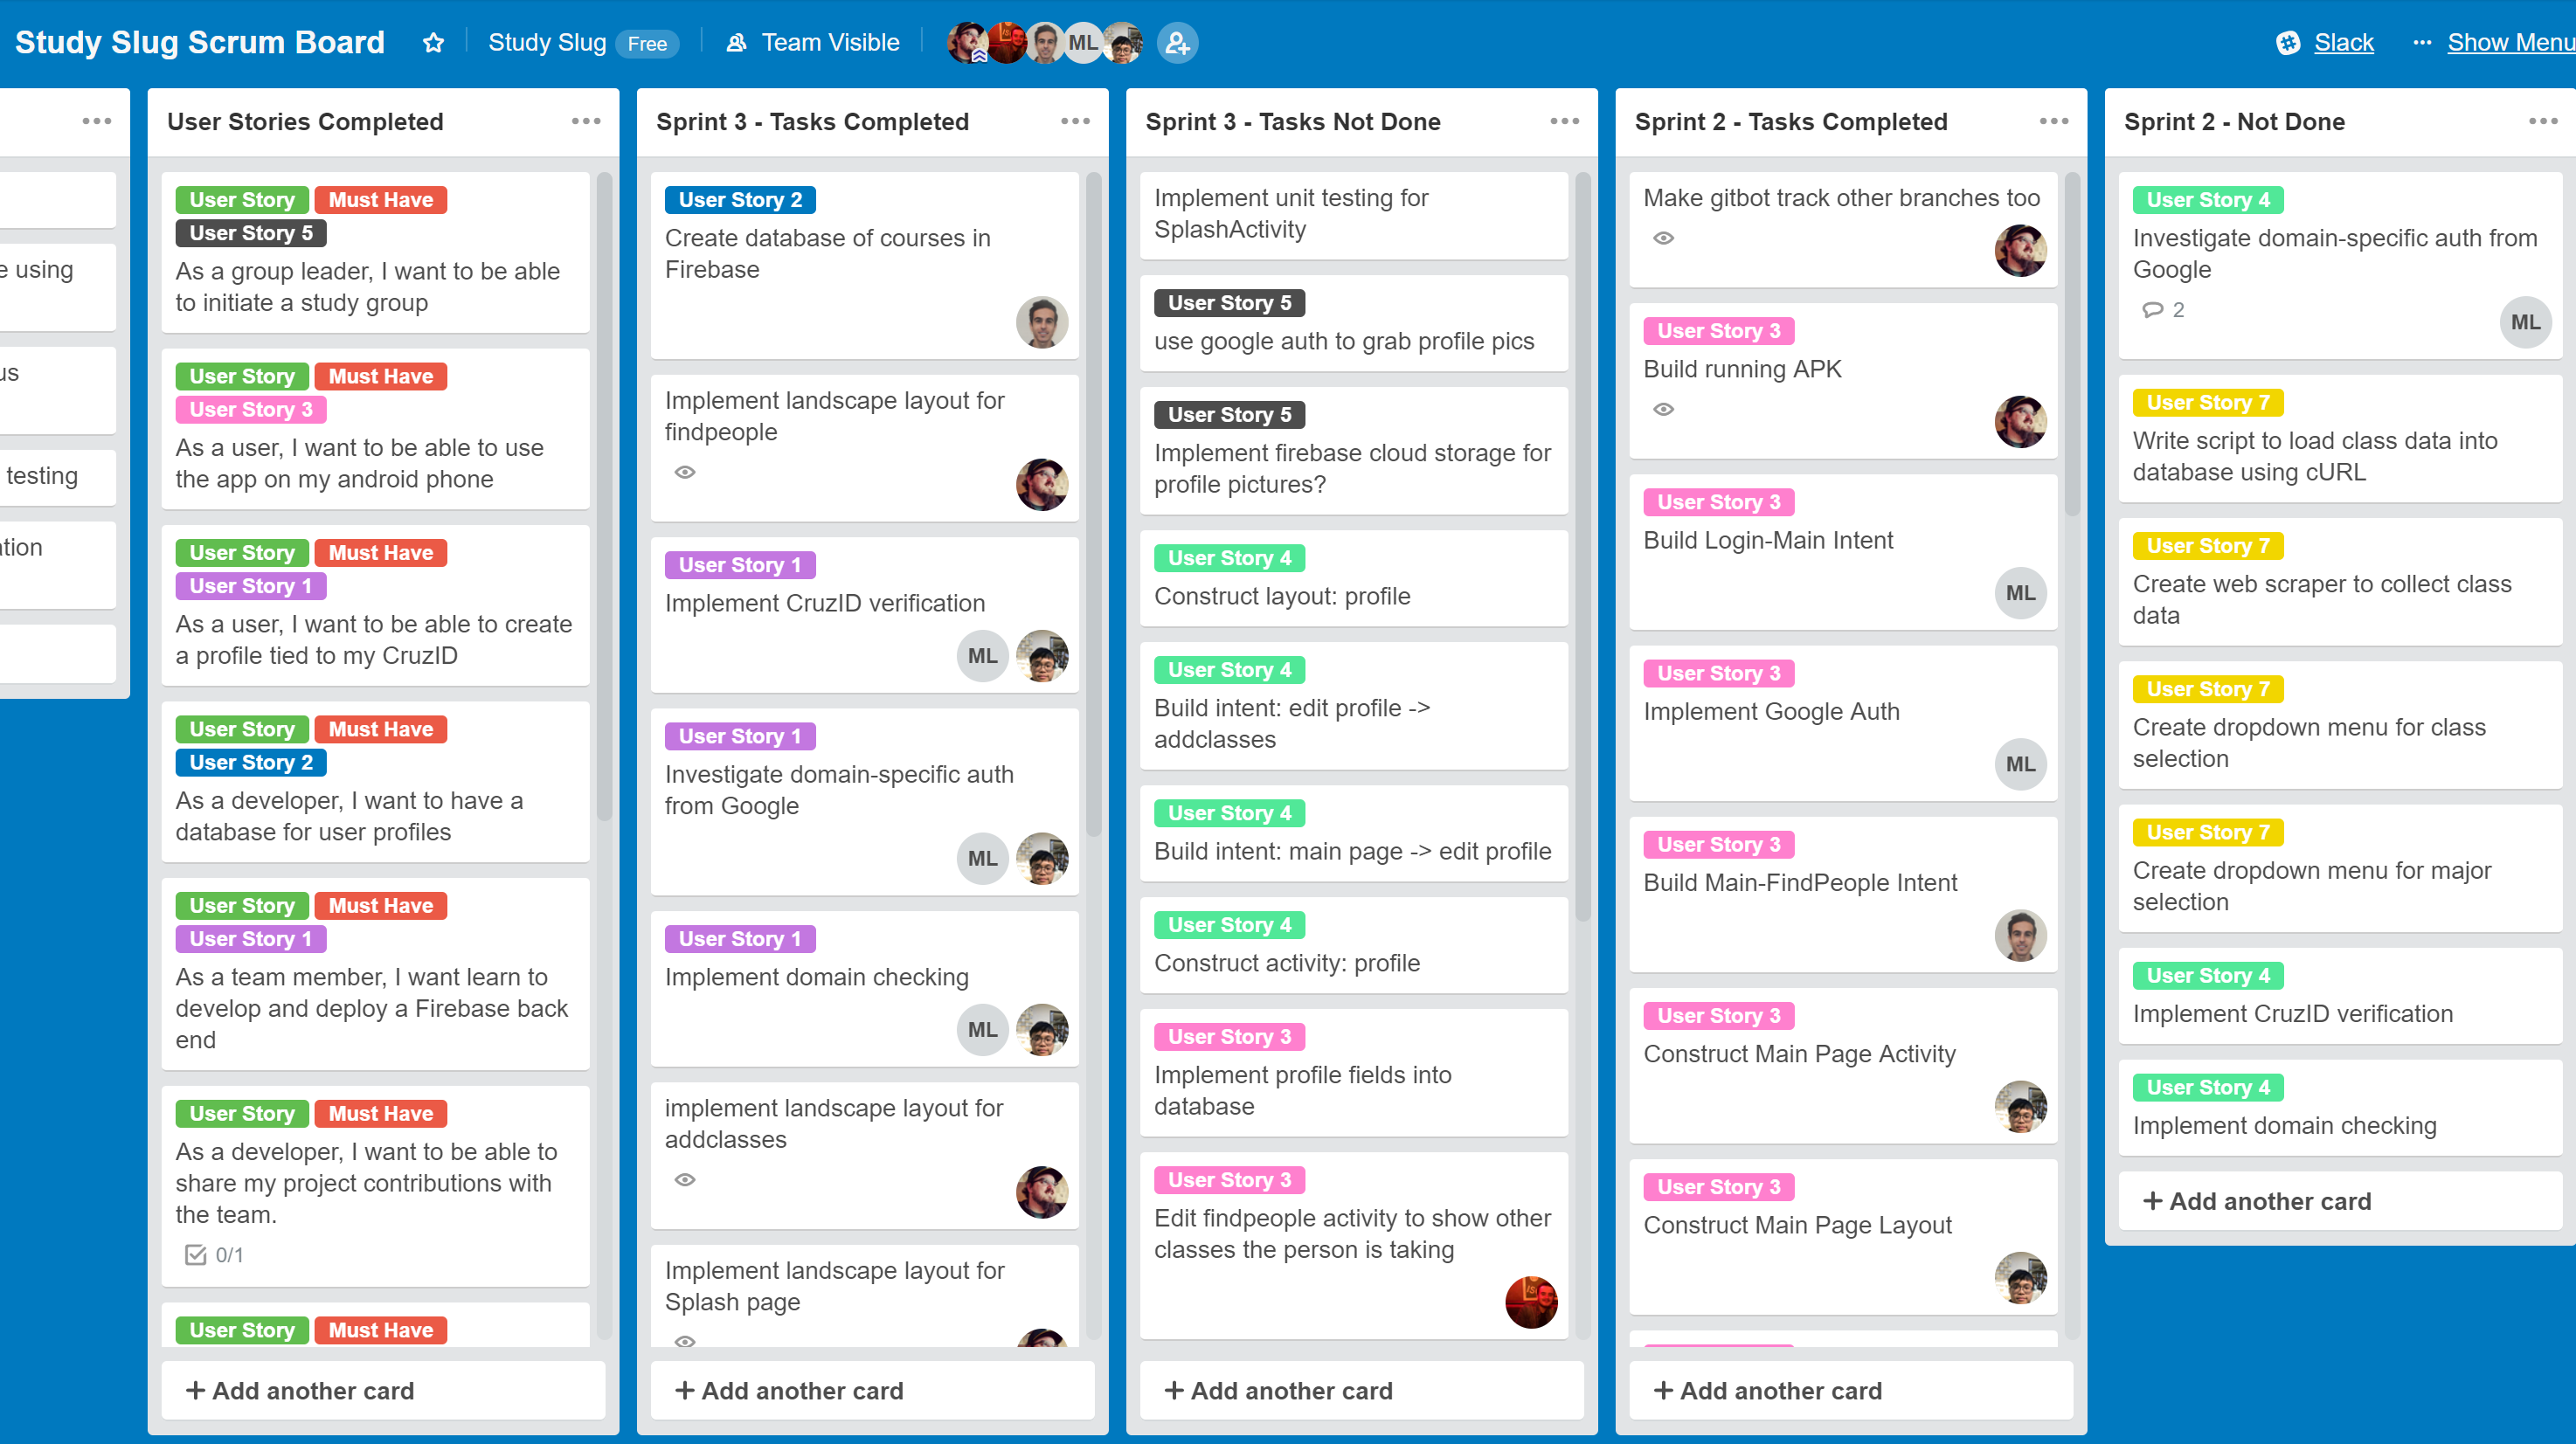 Study Slug Scrum Board
Study Slug Free
Team Visible
ML
Slack
Show Menu
e using
us
testing
ation
User Stories Completed
User Story Must Have
User Story 5
As a group leader, I want to be able
to initiate a study group
User Story Must Have
User Story 3
As a user, I want to be able to use
the app on my android phone
User Story Must Have
User Story 1
As a user, I want to be able to create
a profile tied to my CruzID
User Story Must Have
User Story 2
As a developer, I want to have a
database for user profiles
User Story Must Have
User Story 1
As a team member, I want learn to
develop and deploy a Firebase back
end
User Story Must Have
As a developer, I want to be able to
share my project contributions with
the team.
0/1
User Story Must Have
+ Add another card
Sprint 3 - Tasks Completed
User Story 2
Create database of courses in
Firebase
Implement landscape layout for
findpeople
User Story 1
Implement CruzID verification
ML
User Story 1
Investigate domain-specific auth
from Google
ML
User Story 1
Implement domain checking
ML
implement landscape layout for
addclasses
Implement landscape layout for
Splash page
+ Add another card
Sprint 3 - Tasks Not Done
Implement unit testing for
SplashActivity
User Story 5
use google auth to grab profile pics
User Story 5
Implement firebase cloud storage for
profile pictures?
User Story 4
Construct layout: profile
User Story 4
Build intent: edit profile ->
addclasses
User Story 4
Build intent: main page -> edit profile
User Story 4
Construct activity: profile
User Story 3
Implement profile fields into
database
User Story 3
Edit findpeople activity to show other
classes the person is taking
+ Add another card
Sprint 2 - Tasks Completed
Make gitbot track other branches too
User Story 3
Build running APK
User Story 3
Build Login-Main Intent
ML
User Story 3
Implement Google Auth
ML
User Story 3
Build Main-FindPeople Intent
User Story 3
Construct Main Page Activity
User Story 3
Construct Main Page Layout
+ Add another card
Sprint 2 - Not Done
User Story 4
Investigate domain-specific auth from
Google
2
ML
User Story 7
Write script to load class data into
database using cURL
User Story 7
Create web scraper to collect class
data
User Story 7
Create dropdown menu for class
selection
User Story 7
Create dropdown menu for major
selection
User Story 4
Implement CruzID verification
User Story 4
Implement domain checking
+ Add another card